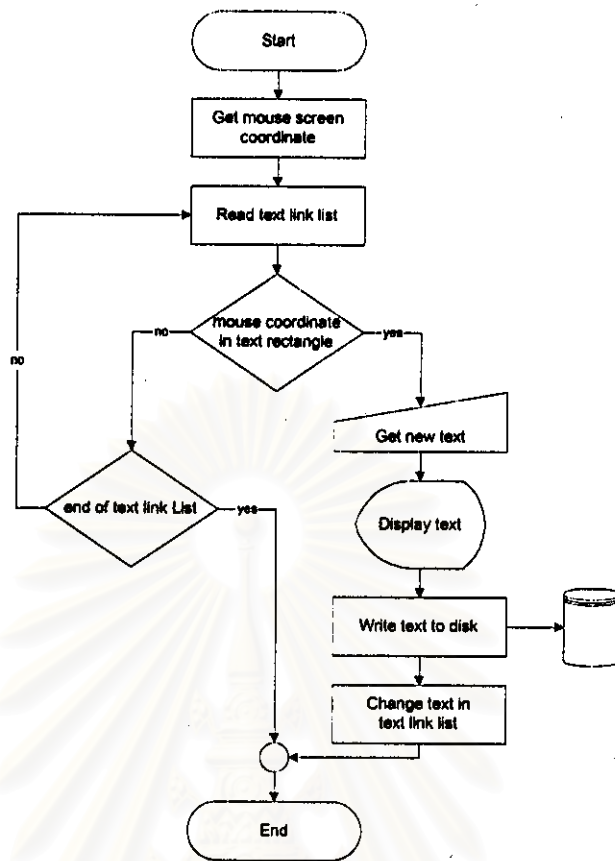 Start
Get mouse screen
coordinate
Read text link list
mouse coordinate
in text rectangle
no
yes
no
Get new text
end of text link List
yes
Display text
Write text to disk
Change text in
text link list
End